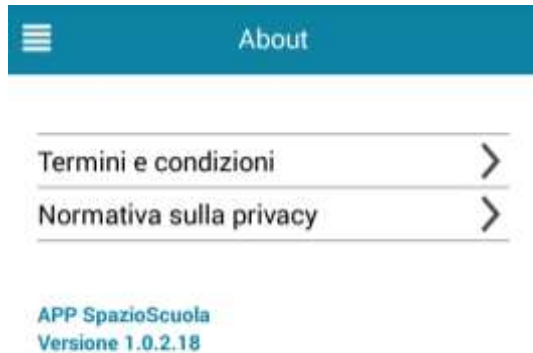 About
Termini e condizioni
Normativa sulla privacy
APP SpazioScuola
Versione 1.0.2.18